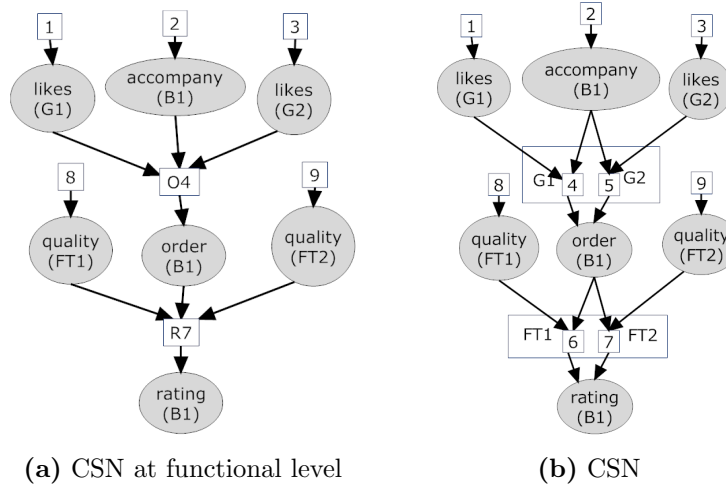 1
2
3
likes
(G1)
accompany
(B1)
likes
(G2)
O4
8
9
quality
(FT1)
order
(B1)
quality
(FT2)
R7
rating
(B1)
(a) CSN at functional level
1
2
3
likes
(G1)
accompany
(B1)
likes
(G2)
G1 4 5 G2
8
9
quality
(FT1)
order
(B1)
quality
(FT2)
FT1 6 7 FT2
rating
(B1)
(b) CSN